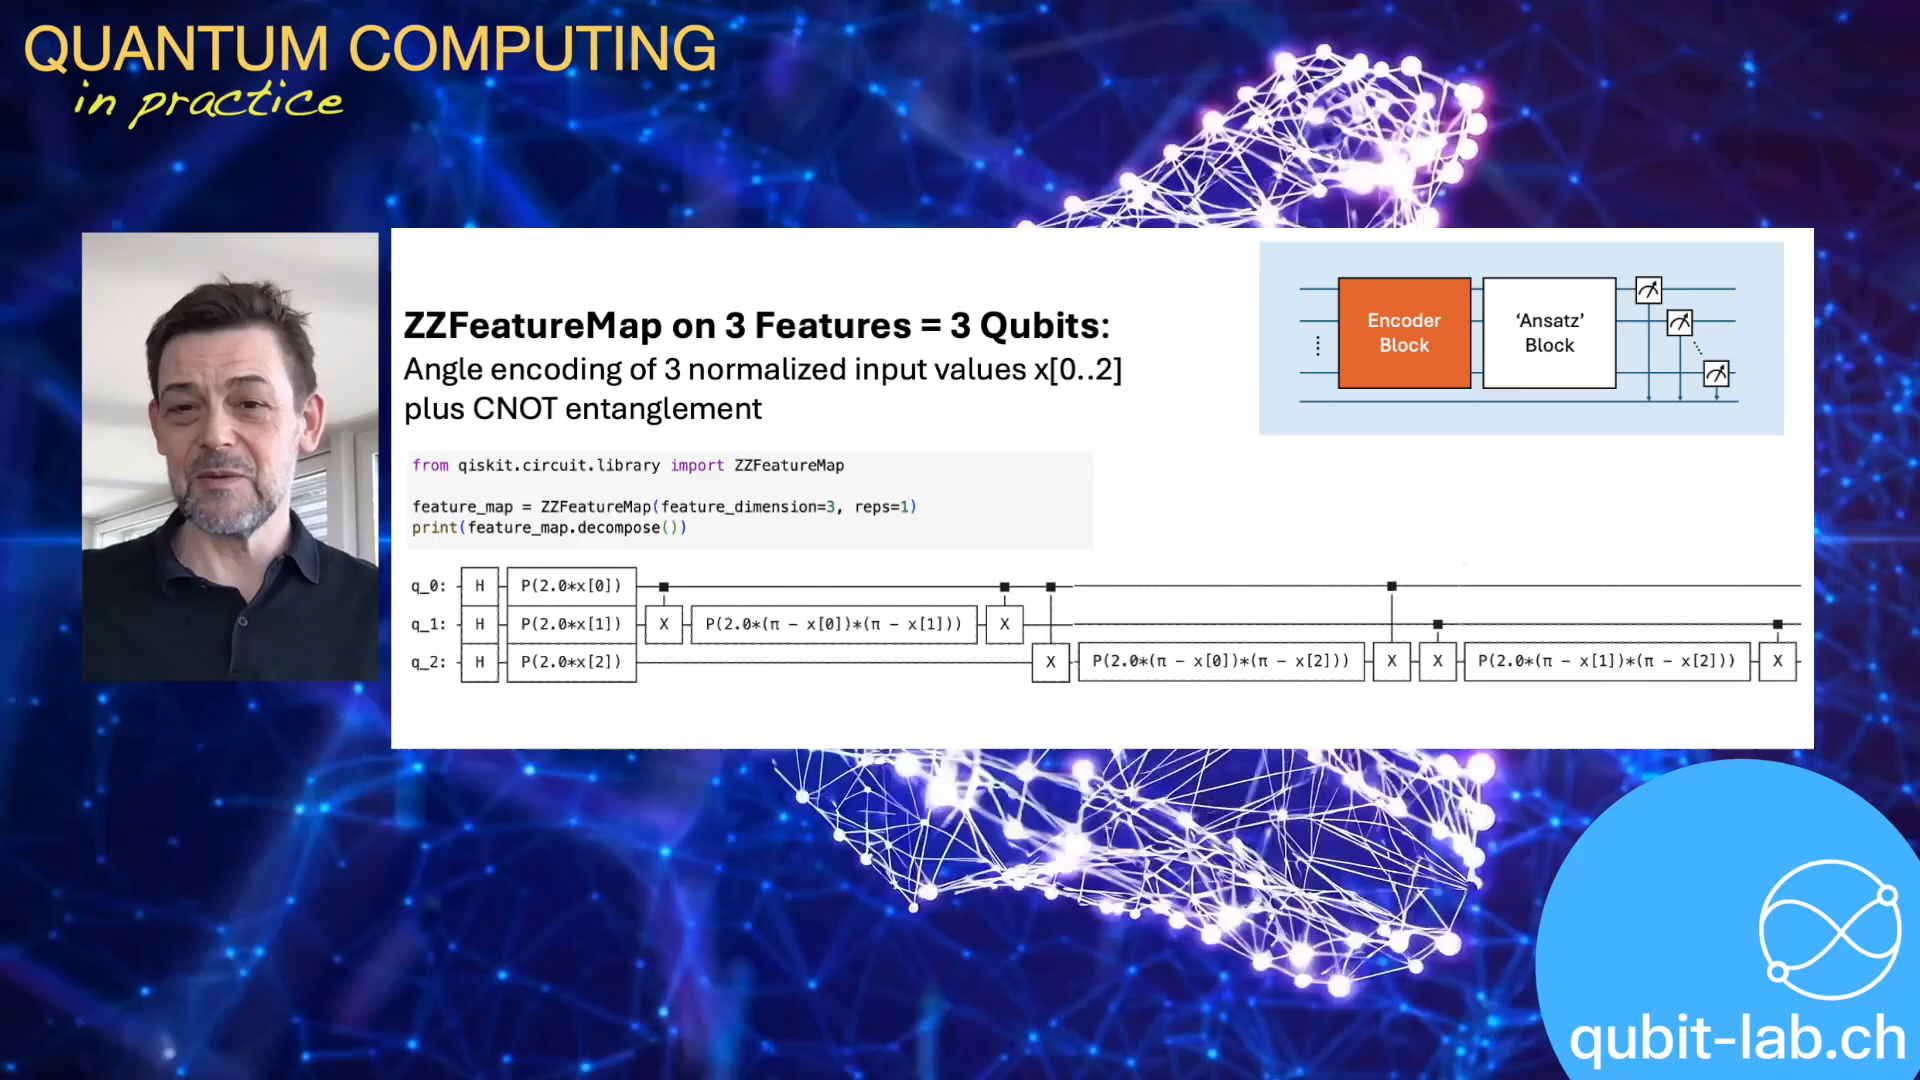 QUANTUM COMPUTING
in practice
ZZFeatureMap on 3 Features = 3 Qubits:
Angle encoding of 3 normalized input values x[0..2]
plus CNOT entanglement
Encoder
Block
‘Ansatz’
Block
from qiskit.circuit.library import ZZFeatureMap
feature_map = ZZFeatureMap(feature_dimension=3, reps=1)
print(feature_map.decompose())
q_0: H P(2.0*x[0])
q_1: H P(2.0*x[1]) X P(2.0*(π − x[0])*(π − x[1])) X
q_2: H P(2.0*x[2]) X P(2.0*(π − x[0])*(π − x[2])) X X P(2.0*(π − x[1])*(π − x[2])) X
qubit-lab.ch